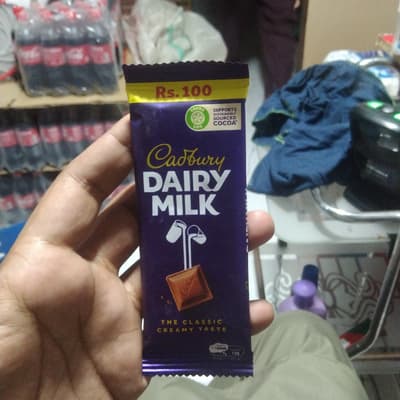 Rs.100
SUPPORTS
SUSTAINABLY
SOURCED
COCOA*
Cadbury
DAIRY
MILK
THE CLASSIC
CREAMY TASTE